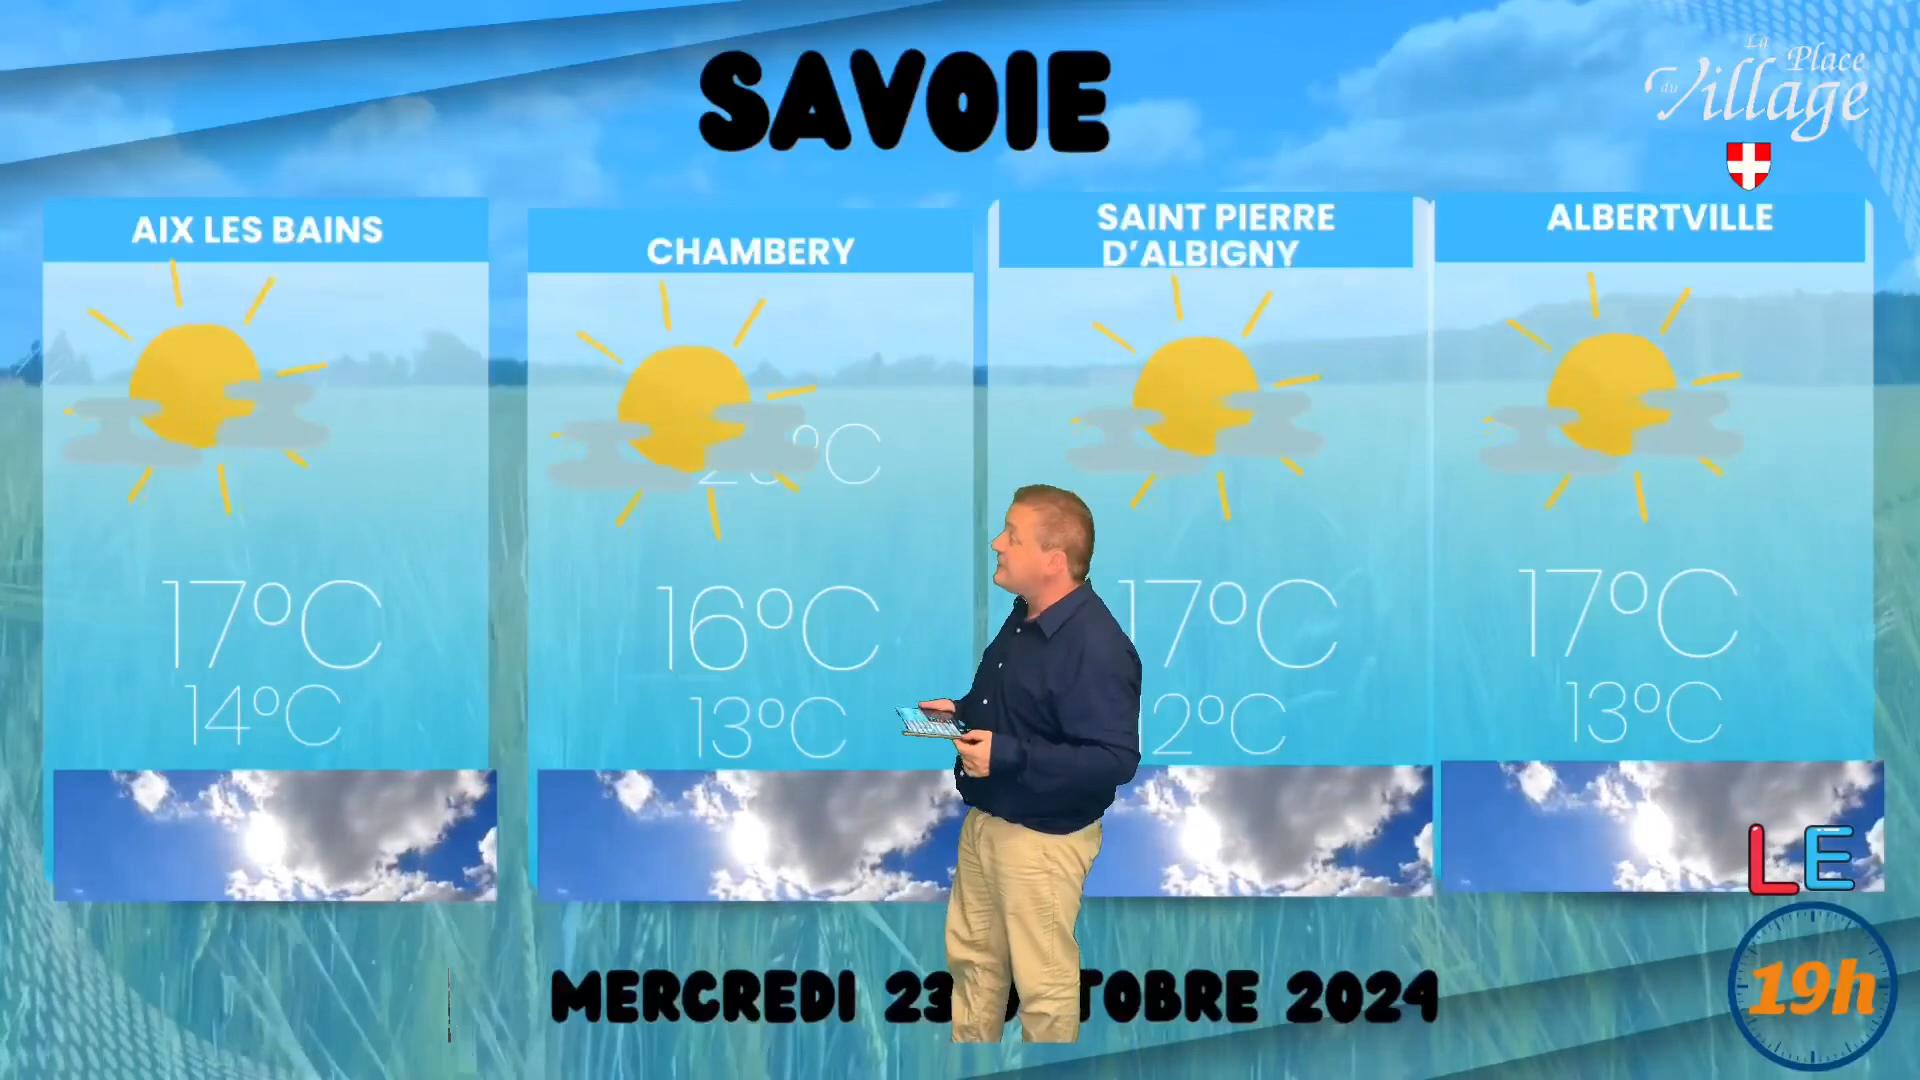 SAVOIE
La Place
du Village
AIX LES BAINS
CHAMBERY
SAINT PIERRE
D’ALBIGNY
ALBERTVILLE
°C
17°C
16°C
17°C
17°C
14°C
13°C
2°C
13°C
LE
19h
MERCREDI 23 TOBRE 2024